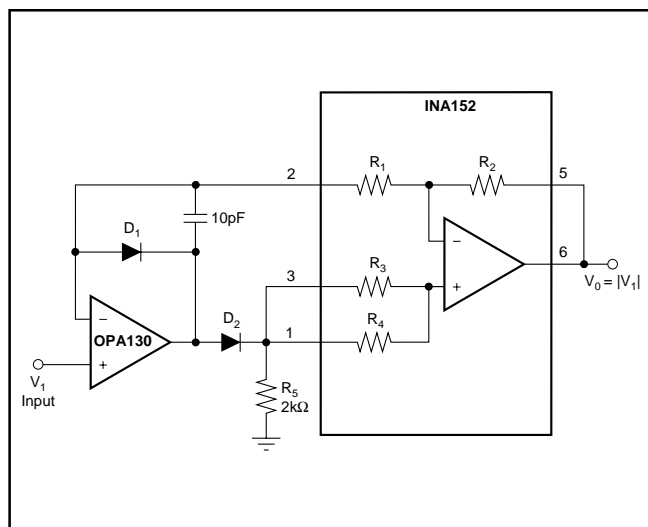 INA152
2
R1
R2
5
10pF
D1
6
V0 = |V1|
3
R3
D2
OPA130
1
R4
V1
Input
R5
2kΩ
−
+
−
+